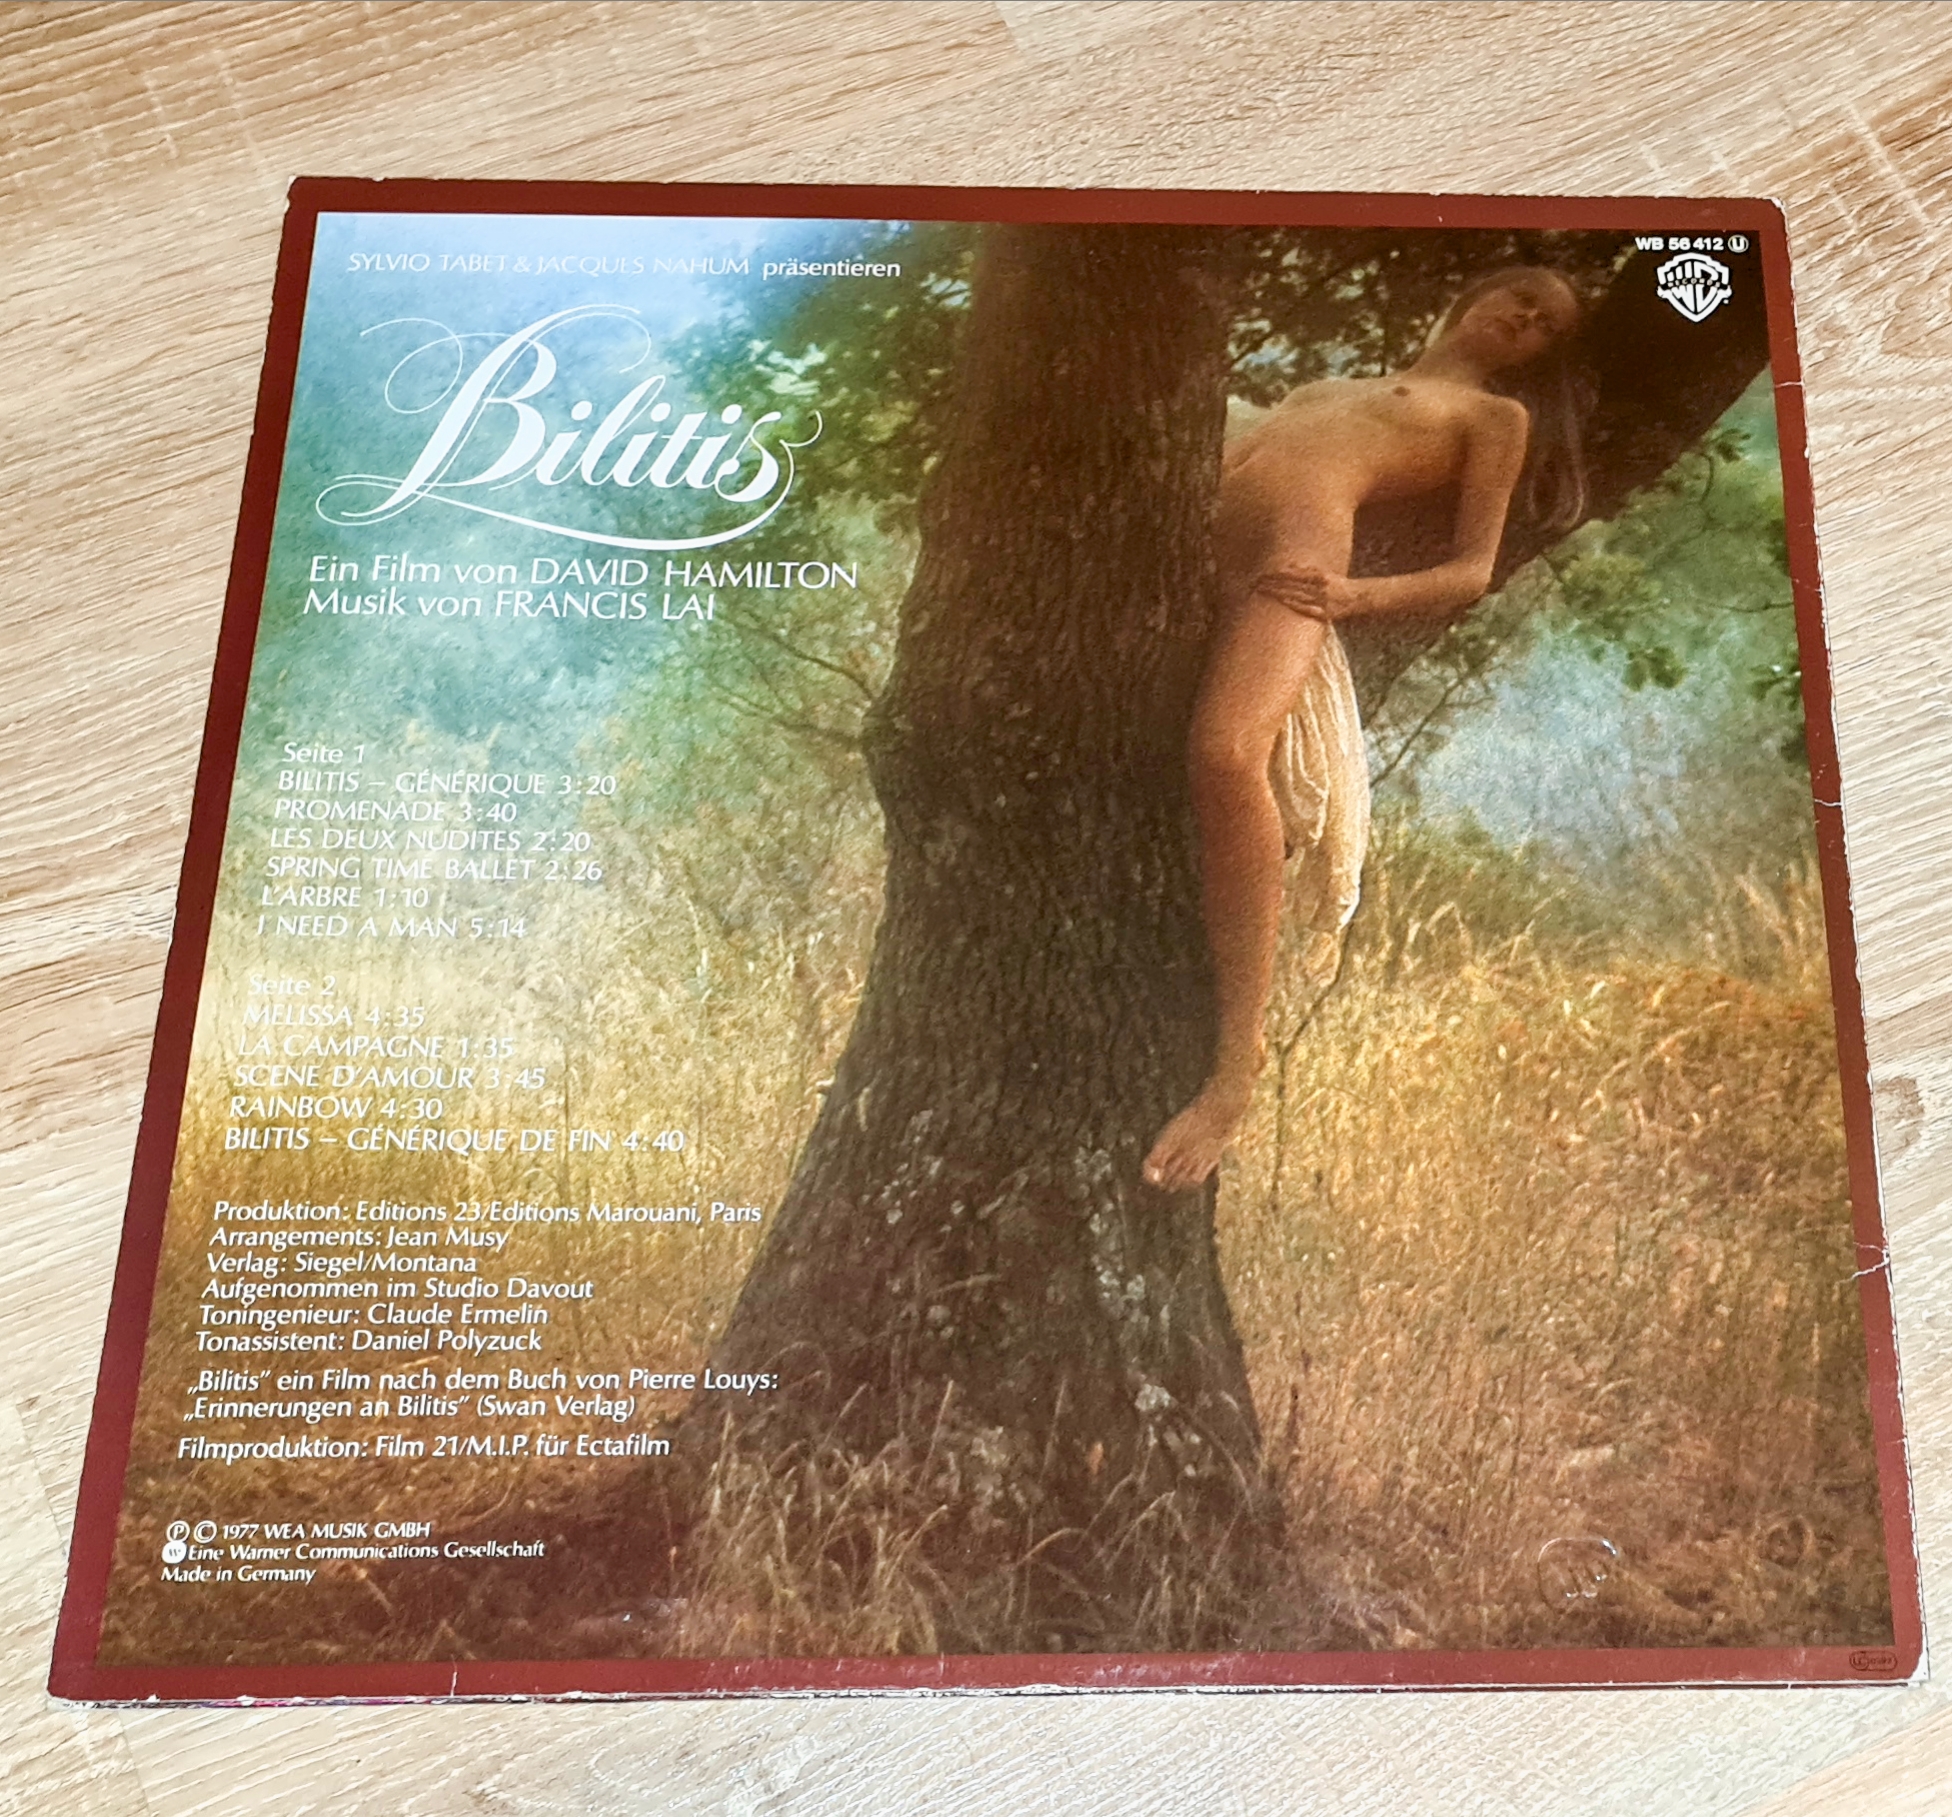 WB 56 412 Ⓤ
RECORDS
SYLVIO TABET & JACQUES NAHUM präsentieren
Bilitis
Ein Film von DAVID HAMILTON
Musik von FRANCIS LAI
Seite 1
BILITIS – GÉNÉRIQUE 3:20
PROMENADE 3:40
LES DEUX NUDITES 2:20
SPRING TIME BALLET 2:26
L'ARBRE 1:10
I NEED A MAN 5:14
Seite 2
MELISSA 4:35
LA CAMPAGNE 1:35
SCENE D'AMOUR 3:45
RAINBOW 4:30
BILITIS – GÉNÉRIQUE DE FIN 4:40
Produktion: Editions 23/Editions Marouani, Paris
Arrangements: Jean Musy
Verlag: Siegel/Montana
Aufgenommen im Studio Davout
Toningenieur: Claude Ermelin
Tonassistent: Daniel Polyzuck
„Bilitis” ein Film nach dem Buch von Pierre Louys:
„Erinnerungen an Bilitis” (Swan Verlag)
Filmproduktion: Film 21/M.I.P. für Ectafilm
Ⓟ © 1977 WEA MUSIK GMBH
Eine Warner Communications Gesellschaft
Made in Germany